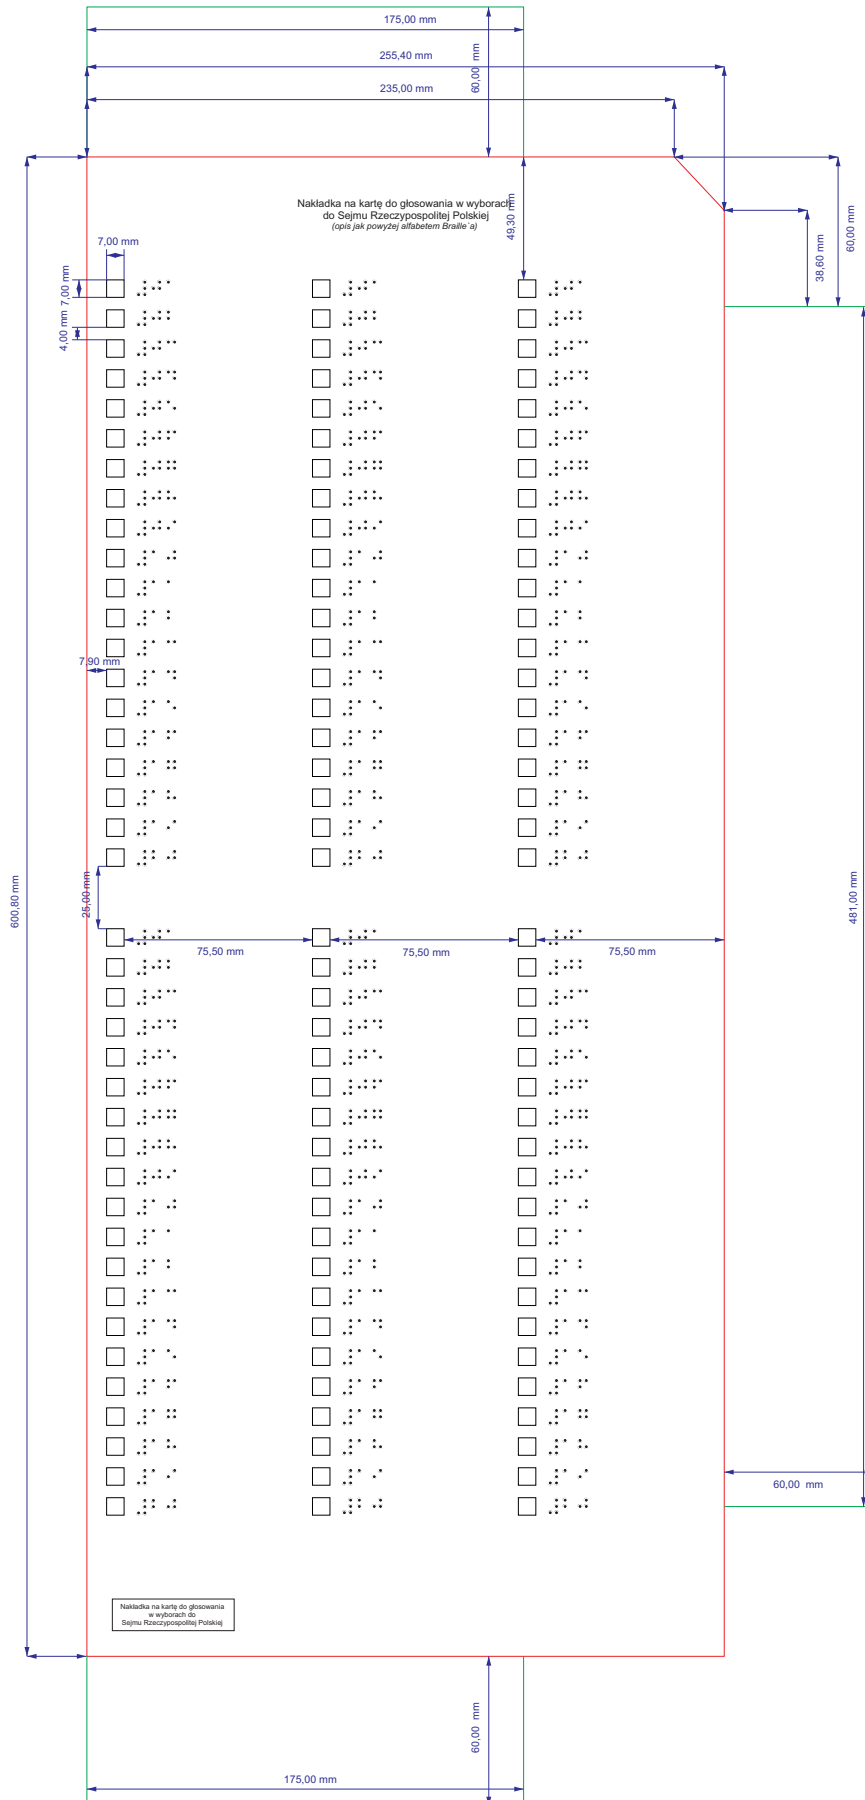 175,00 mm
60,00 mm
255,40 mm
235,00 mm
Nakładka na kartę do głosowania w wyborach
do Sejmu Rzeczypospolitej Polskiej
(opis jak powyżej alfabetem Braille`a)
49,30 mm
60,00 mm
38,60 mm
7,00 mm
7,00 mm
4,00 mm
7,90 mm
600,80 mm
25,00 mm
481,00 mm
75,50 mm
75,50 mm
75,50 mm
60,00 mm
Nakładka na kartę do głosowania
w wyborach do
Sejmu Rzeczypospolitej Polskiej
60,00 mm
175,00 mm